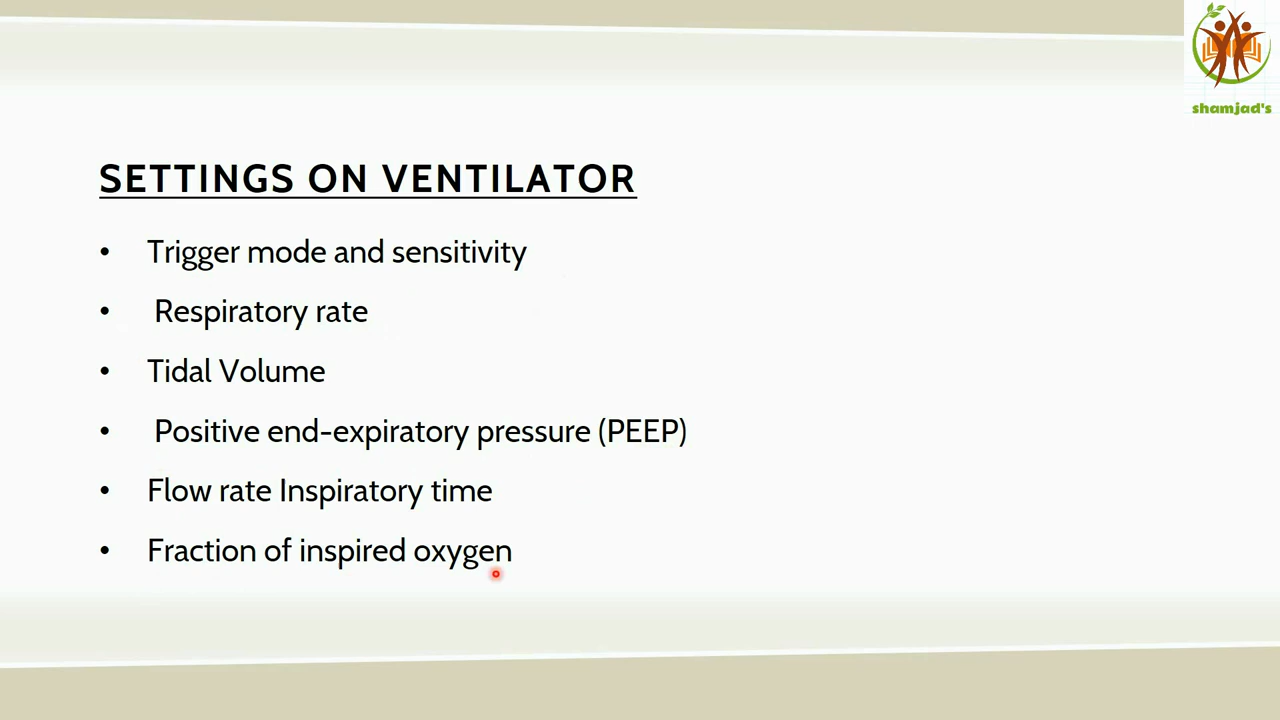 shamjad's
SETTINGS ON VENTILATOR
• Trigger mode and sensitivity
• Respiratory rate
• Tidal Volume
• Positive end-expiratory pressure (PEEP)
• Flow rate Inspiratory time
• Fraction of inspired oxygen